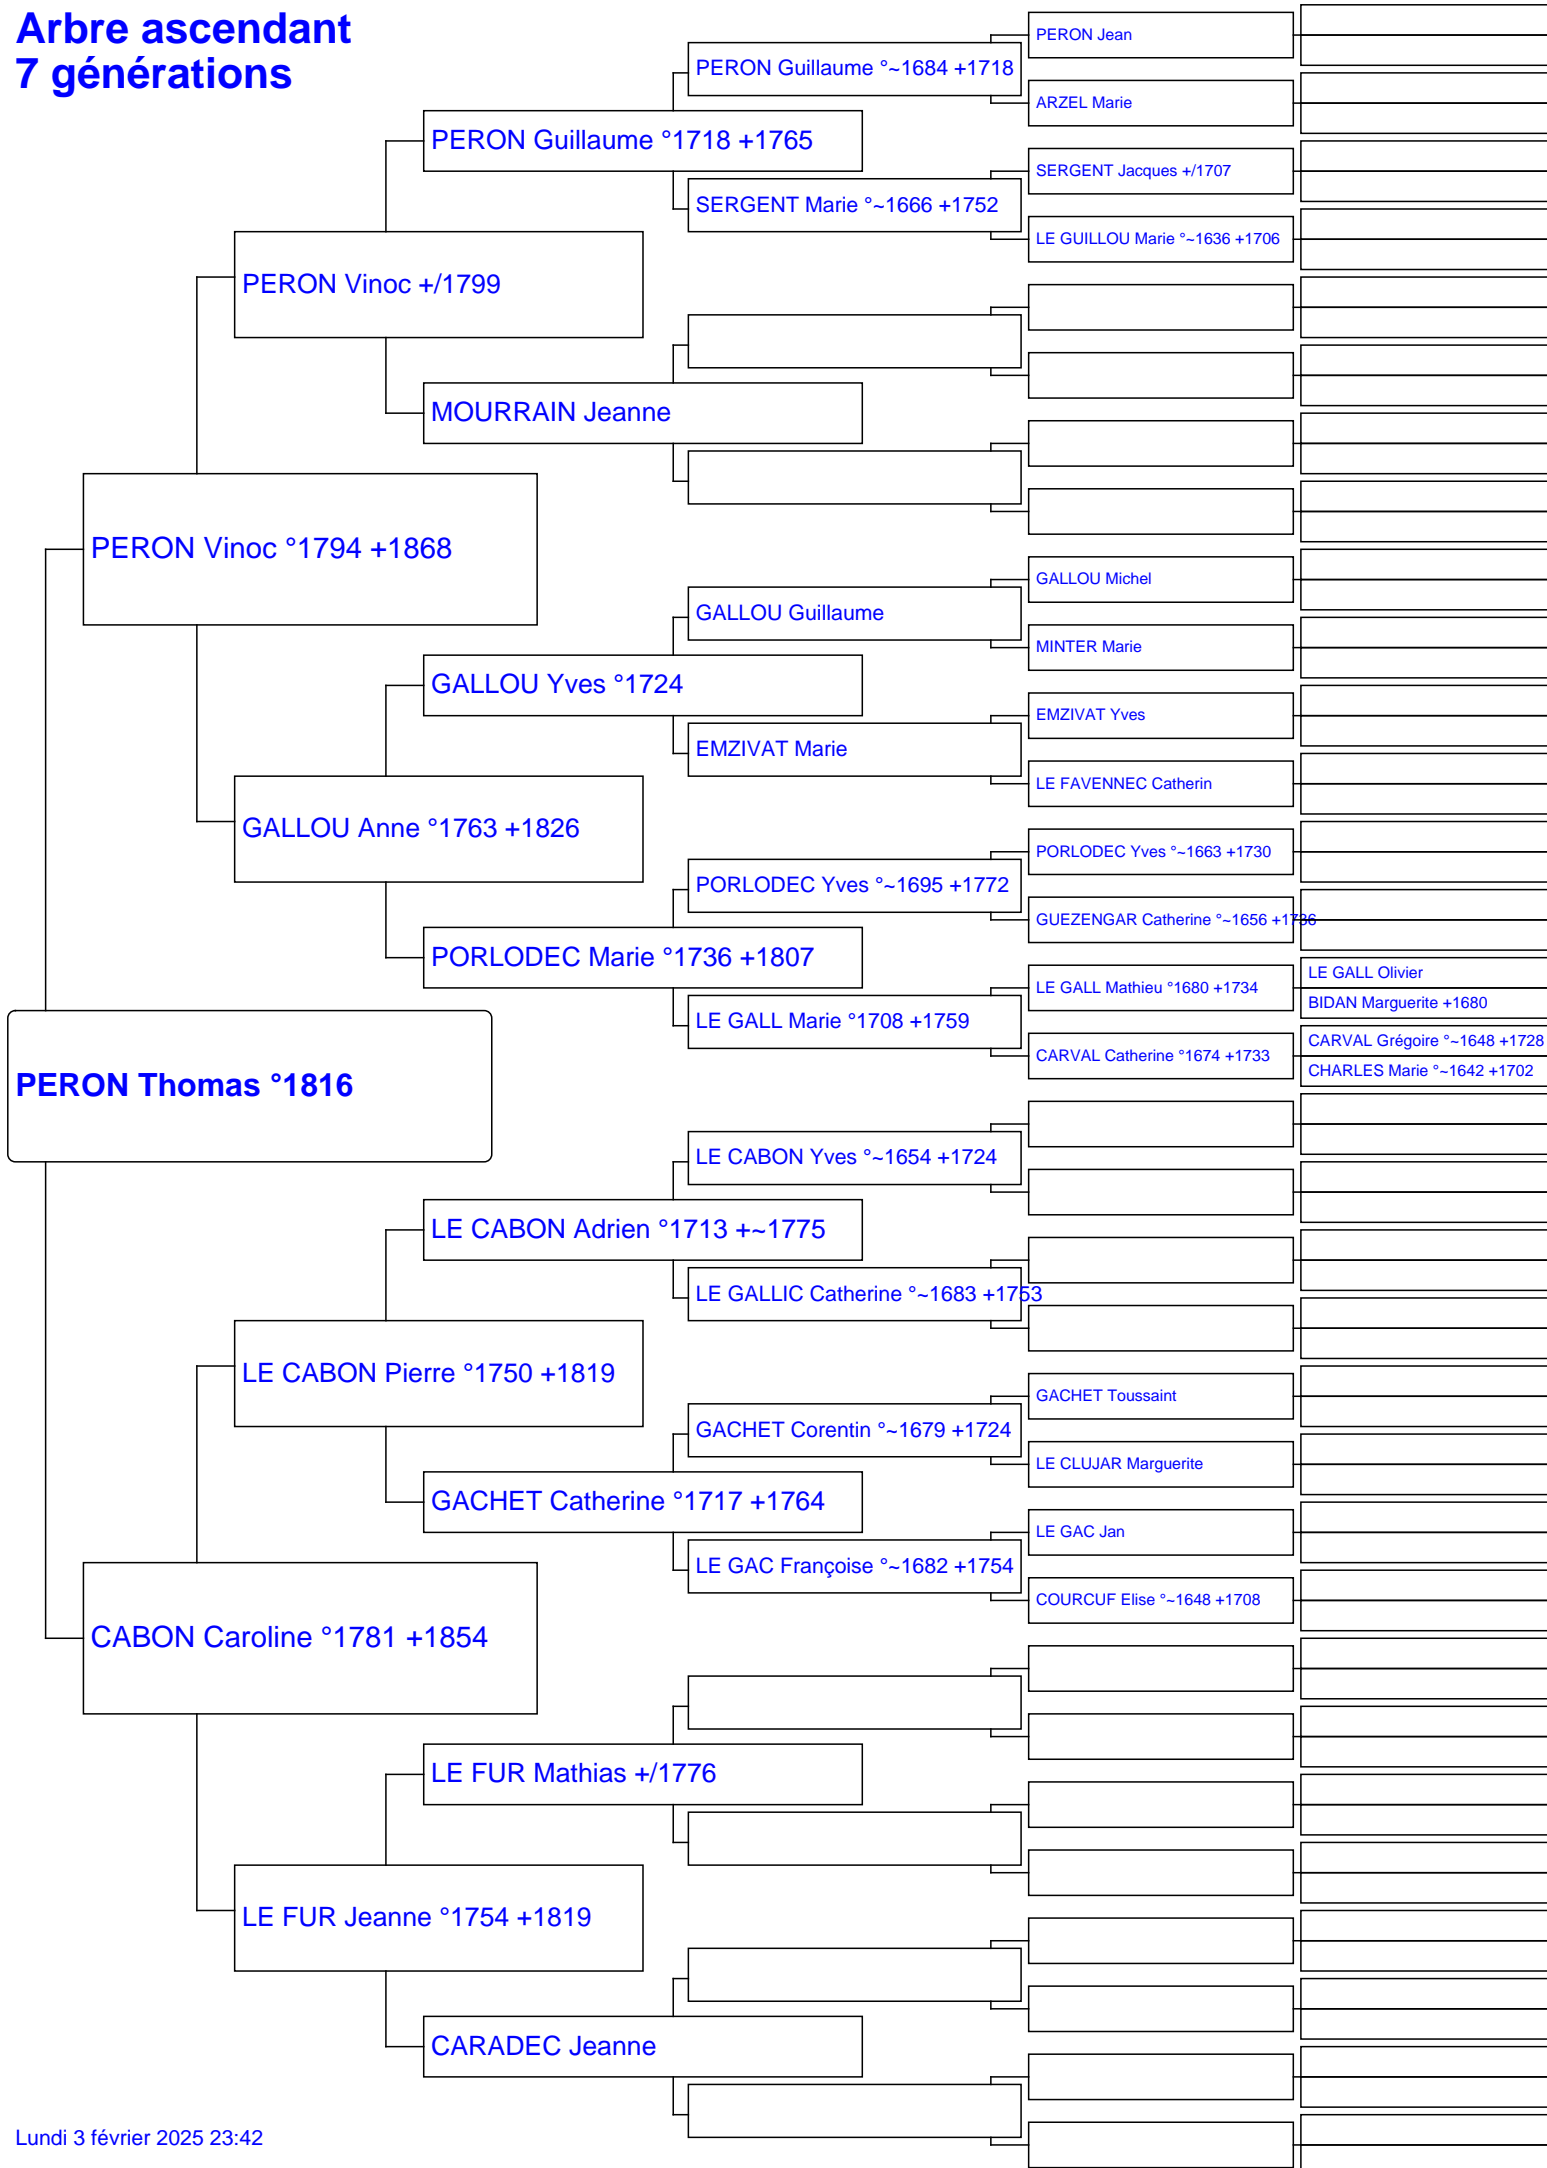 Arbre ascendant
7 générations
PERON Jean
PERON Guillaume °~1684 +1718
ARZEL Marie
PERON Guillaume °1718 +1765
SERGENT Jacques +/1707
SERGENT Marie °~1666 +1752
LE GUILLOU Marie °~1636 +1706
PERON Vinoc +/1799
MOURRAIN Jeanne
PERON Vinoc °1794 +1868
GALLOU Michel
GALLOU Guillaume
MINTER Marie
GALLOU Yves °1724
EMZIVAT Yves
EMZIVAT Marie
LE FAVENNEC Catherin
GALLOU Anne °1763 +1826
PORLODEC Yves °~1663 +1730
PORLODEC Yves °~1695 +1772
GUEZENGAR Catherine °~1656 +1736
PORLODEC Marie °1736 +1807
LE GALL Olivier
LE GALL Mathieu °1680 +1734
BIDAN Marguerite +1680
LE GALL Marie °1708 +1759
CARVAL Grégoire °~1648 +1728
CARVAL Catherine °1674 +1733
CHARLES Marie °~1642 +1702
PERON Thomas °1816
LE CABON Yves °~1654 +1724
LE CABON Adrien °1713 +~1775
LE GALLIC Catherine °~1683 +1753
LE CABON Pierre °1750 +1819
GACHET Toussaint
GACHET Corentin °~1679 +1724
LE CLUJAR Marguerite
GACHET Catherine °1717 +1764
LE GAC Jan
LE GAC Françoise °~1682 +1754
COURCUF Elise °~1648 +1708
CABON Caroline °1781 +1854
LE FUR Mathias +/1776
LE FUR Jeanne °1754 +1819
CARADEC Jeanne
Lundi 3 février 2025 23:42